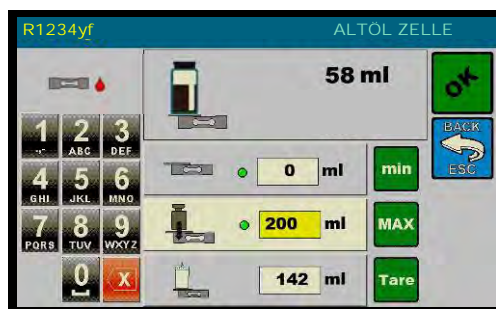 R1234yf ALTÖL ZELLE
58 ml OK
1 2 3 BACK
.,-' ABC DEF ESC
0 ml min
4 5 6
GHI JKL MNO
200 ml MAX
7 8 9
PQRS TUV WXYZ
0 X 142 ml Tare